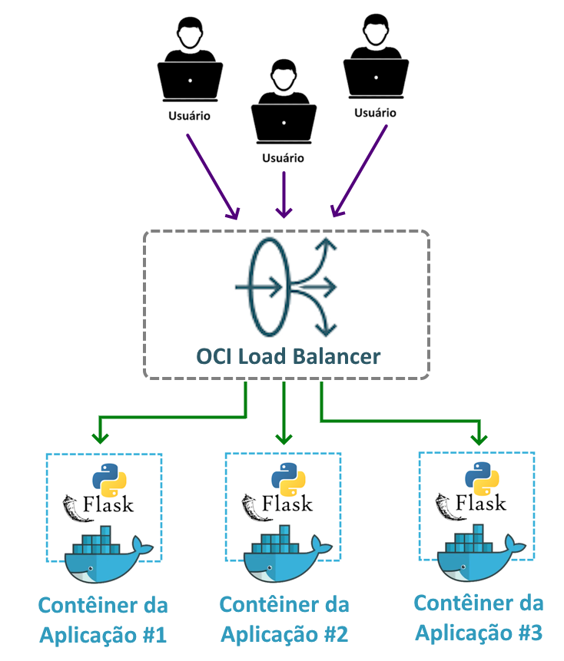 Usuário
Usuário
Usuário
OCI Load Balancer
Flask
Flask
Flask
Contêiner da
Aplicação #1
Contêiner da
Aplicação #2
Contêiner da
Aplicação #3